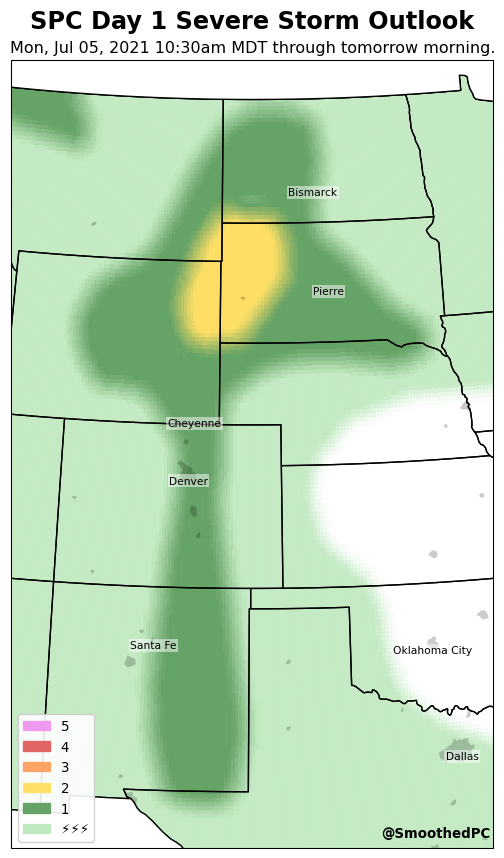 SPC Day 1 Severe Storm Outlook
Mon, Jul 05, 2021 10:30am MDT through tomorrow morning.
Bismarck
Pierre
Cheyenne
Denver
Santa Fe
Oklahoma City
Dallas
5
4
3
2
1
⚡⚡⚡
@SmoothedPC